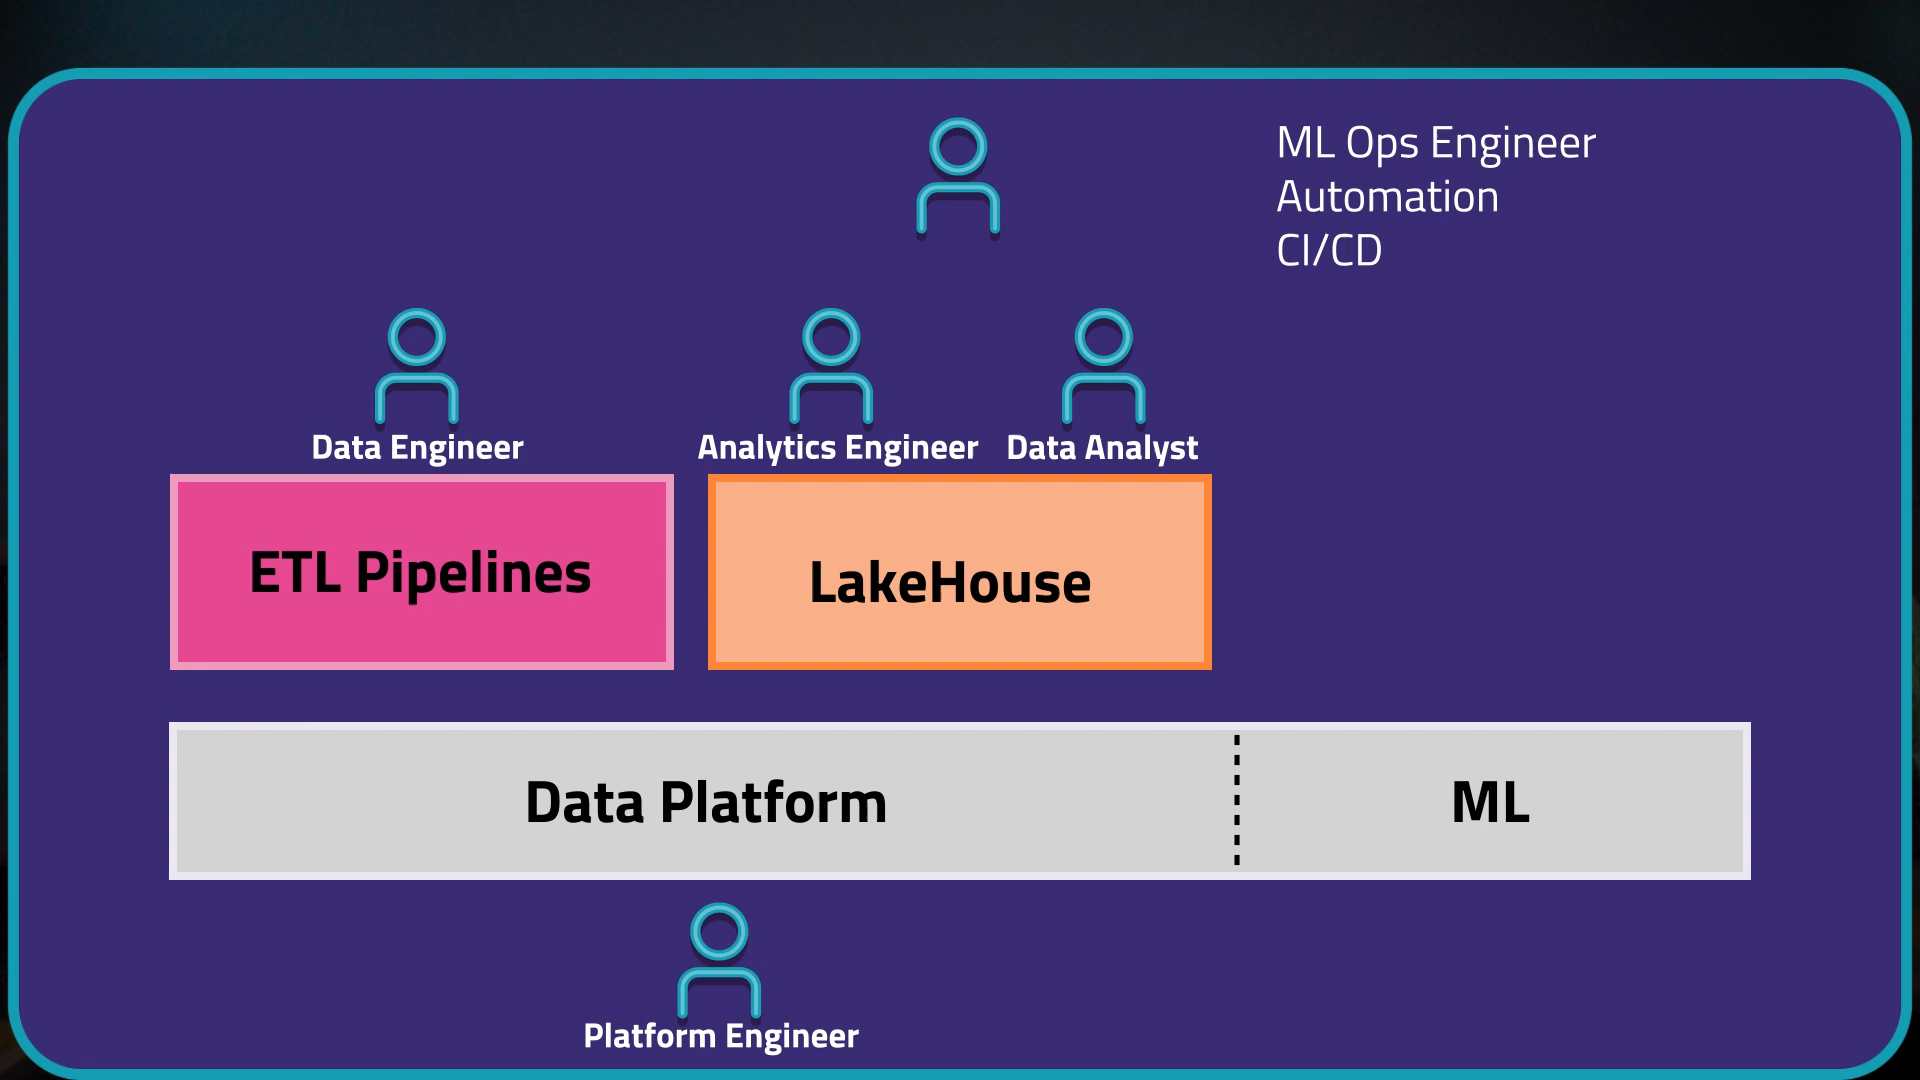 ML Ops Engineer
Automation
CI/CD
Data Engineer
Analytics Engineer
Data Analyst
ETL Pipelines
LakeHouse
Data Platform
ML
Platform Engineer